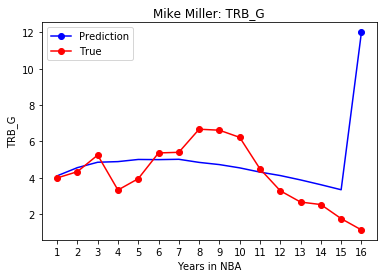 Mike Miller: TRB_G
Prediction
True
12
10
8
6
4
2
TRB_G
1 2 3 4 5 6 7 8 9 10 11 12 13 14 15 16
Years in NBA